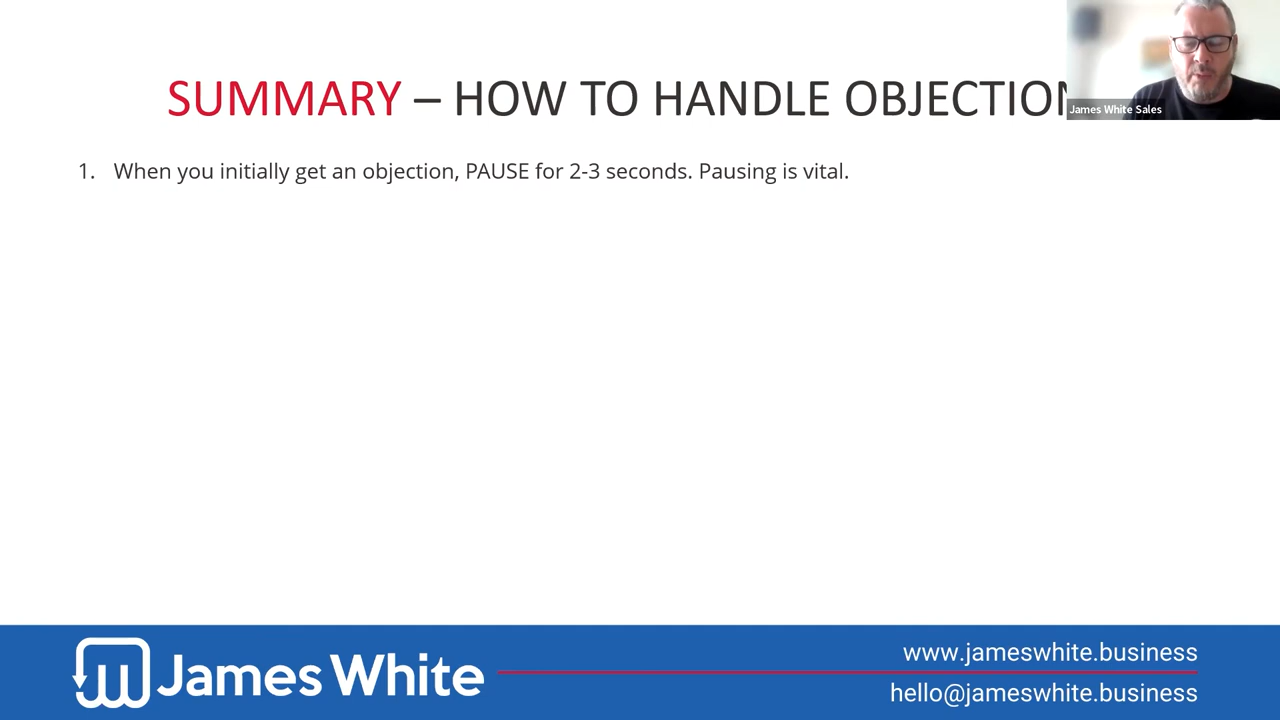 SUMMARY – HOW TO HANDLE OBJECTION
James White Sales
1. When you initially get an objection, PAUSE for 2-3 seconds. Pausing is vital.
James White
www.jameswhite.business
hello@jameswhite.business